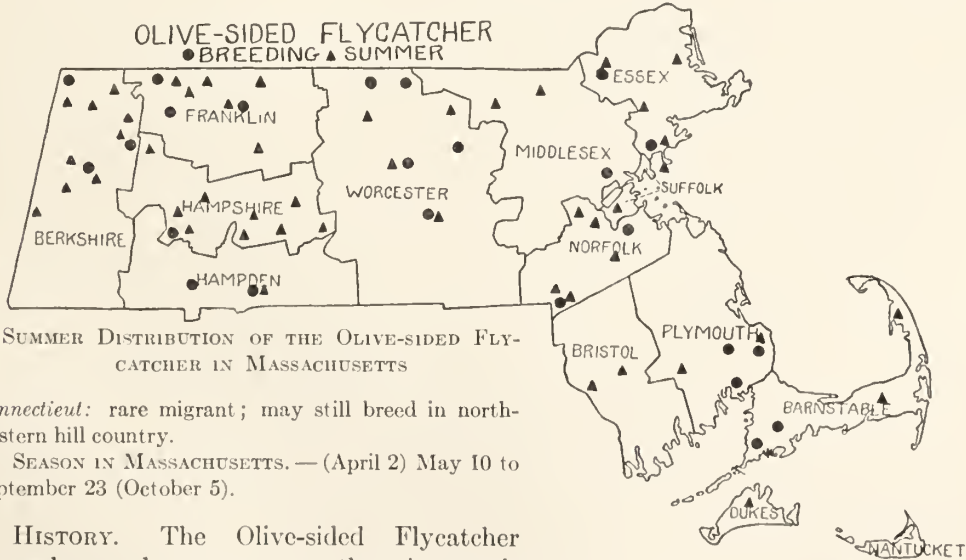 OLIVE-SIDED FLYCATCHER
●BREEDING ▲ SUMMER
ESSEX
FRANKLIN
MIDDLESEX
SUFFOLK
WORCESTER
HAMPSHIRE
BERKSHIRE
NORFOLK
HAMPDEN
PLYMOUTH
BRISTOL
BARNSTABLE
DUKES
NANTUCKET
SUMMER DISTRIBUTION OF THE OLIVE-SIDED FLY-
CATCHER IN MASSACHUSETTS
nnecticut: rare migrant; may still breed in north-
stern hill country.
SEASON IN MASSACHUSETTS. — (April 2) May 10 to
ptember 23 (October 5).
HISTORY. The Olive-sided Flycatcher